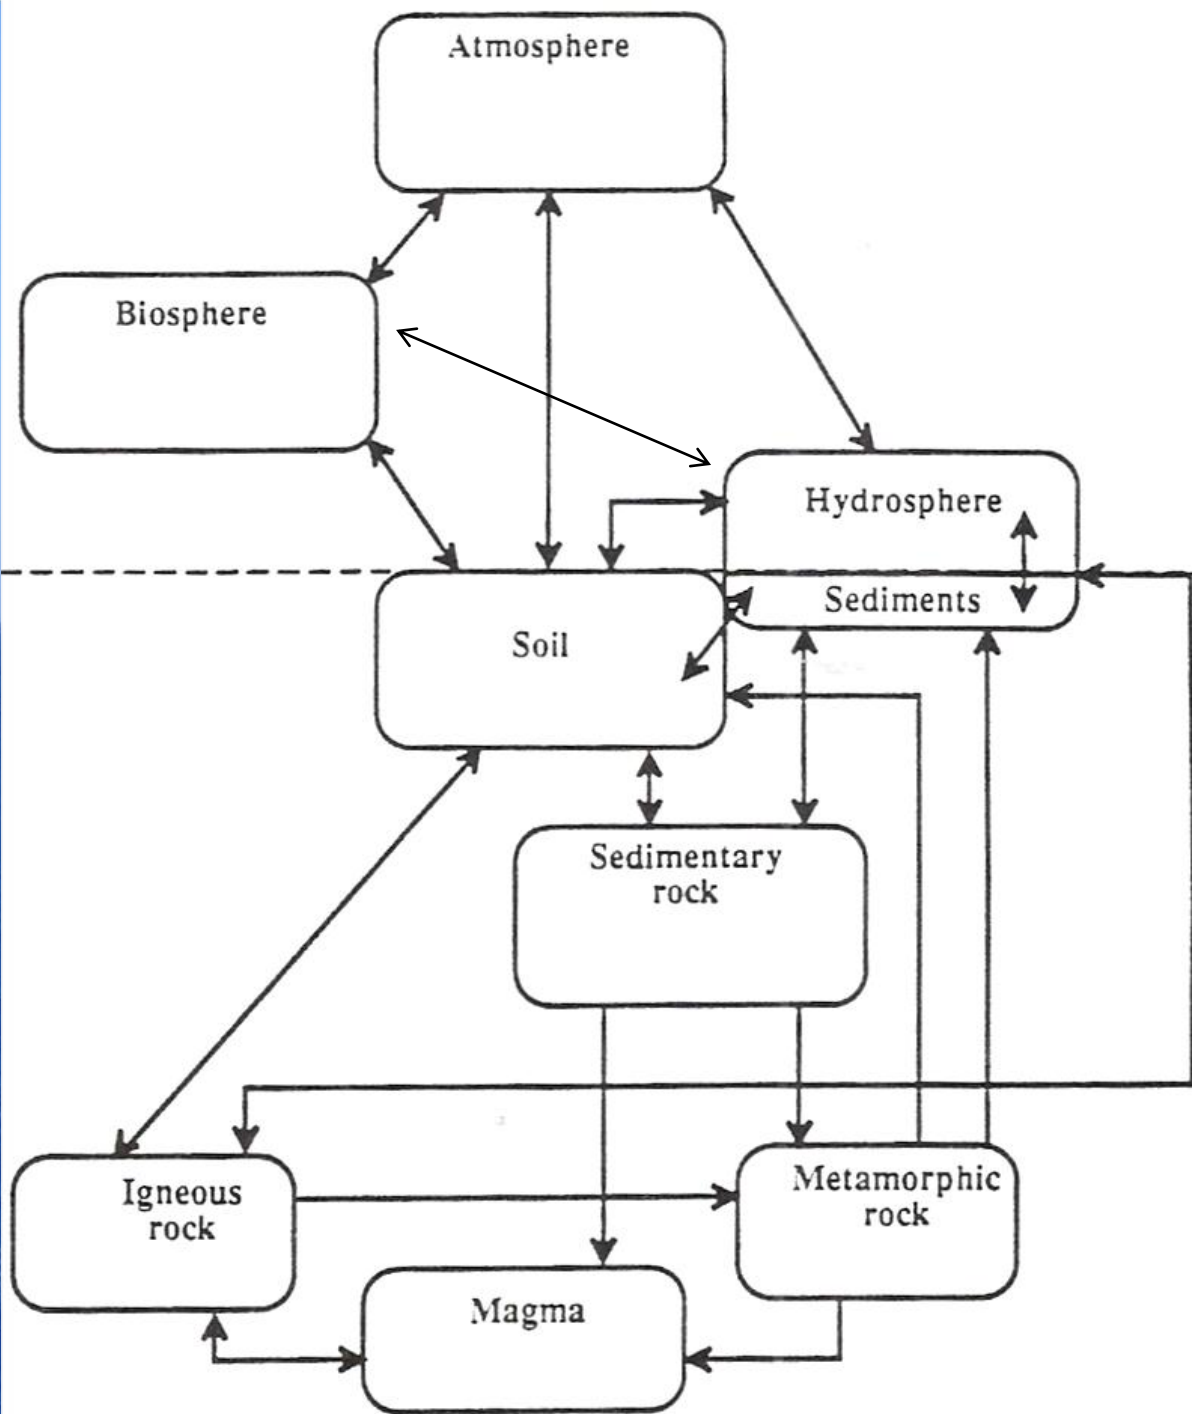 Atmosphere
Biosphere
Hydrosphere
Sediments
Soil
Sedimentary
rock
Igneous
rock
Metamorphic
rock
Magma